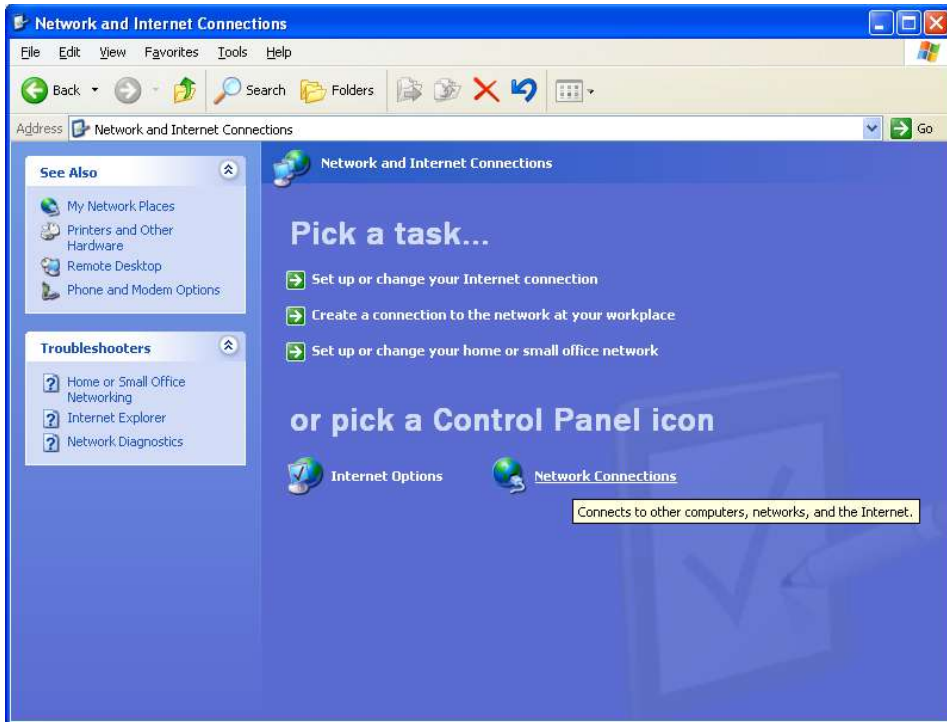 Network and Internet Connections
File Edit View Favorites Tools Help
Back Search Folders
Address Network and Internet Connections Go
See Also
My Network Places
Printers and Other
Hardware
Remote Desktop
Phone and Modem Options
Troubleshooters
Home or Small Office
Networking
Internet Explorer
Network Diagnostics
Network and Internet Connections
Pick a task...
Set up or change your Internet connection
Create a connection to the network at your workplace
Set up or change your home or small office network
or pick a Control Panel icon
Internet Options Network Connections
Connects to other computers, networks, and the Internet.